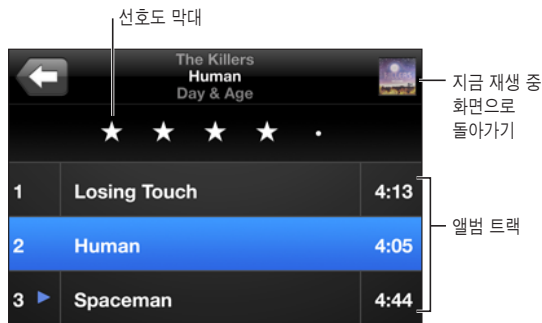 선호도 막대
The Killers
Human
Day & Age
지금 재생 중
화면으로
돌아가기
1 Losing Touch 4:13
2 Human 4:05
앨범 트랙
3 Spaceman 4:44